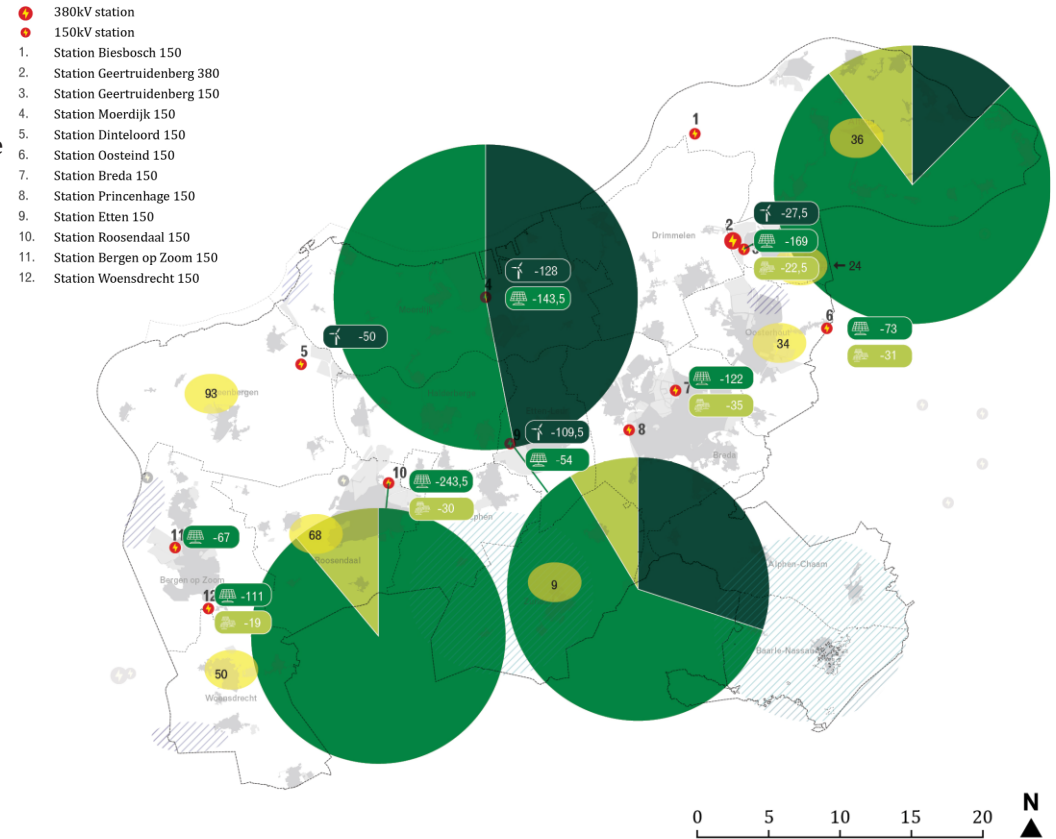 380kV station
150kV station
1. Station Biesbosch 150
2. Station Geertruidenberg 380
3. Station Geertruidenberg 150
4. Station Moerdijk 150
5. Station Dinteloord 150
6. Station Oosteind 150
7. Station Breda 150
8. Station Princenhage 150
9. Station Etten 150
10. Station Roosendaal 150
11. Station Bergen op Zoom 150
12. Station Woensdrecht 150
e
1
36
Drimmelen
2
-27,5
3
-169
-22,5
24
4
-128
-143,5
6
-73
-31
34
5
-50
93
7
-122
-35
8
Breda
9
-109,5
-54
10
-243,5
-30
68
Roosendaal
11
-67
Bergen op Zoom
12
-111
-19
50
Woensdrecht
9
Alphen-Chaam
Baarle-Nassau
N
0 5 10 15 20